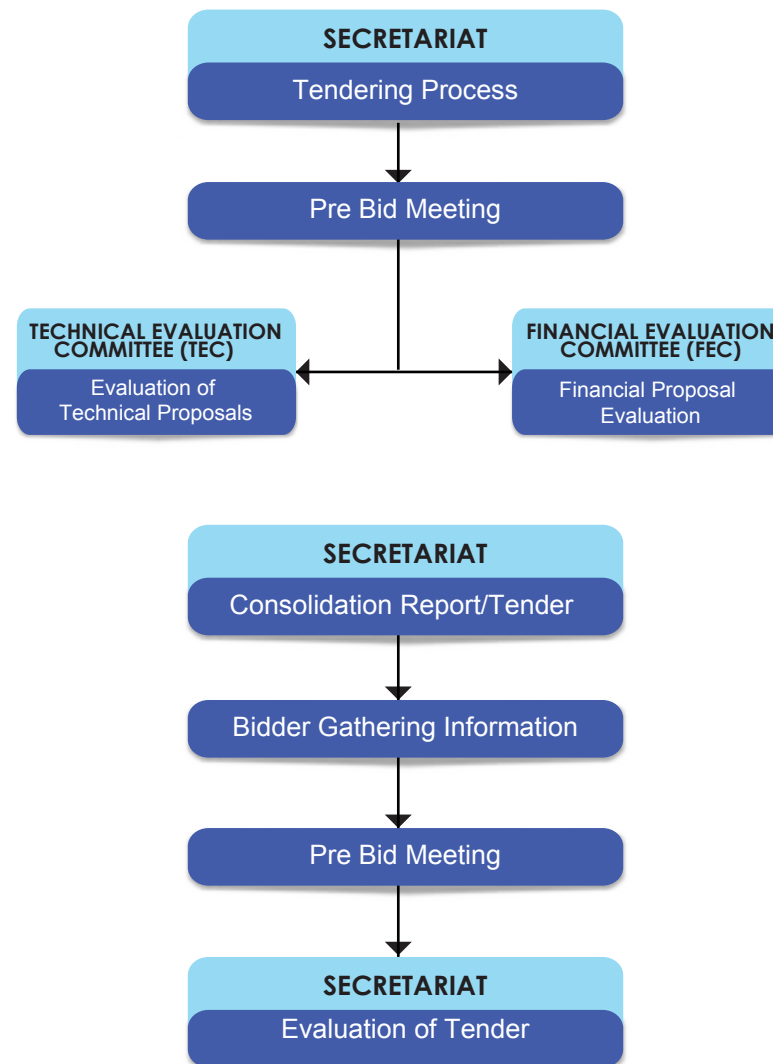 SECRETARIAT
Tendering Process
Pre Bid Meeting
TECHNICAL EVALUATION
COMMITTEE (TEC)
Evaluation of
Technical Proposals
FINANCIAL EVALUATION
COMMITTEE (FEC)
Financial Proposal
Evaluation
SECRETARIAT
Consolidation Report/Tender
Bidder Gathering Information
Pre Bid Meeting
SECRETARIAT
Evaluation of Tender